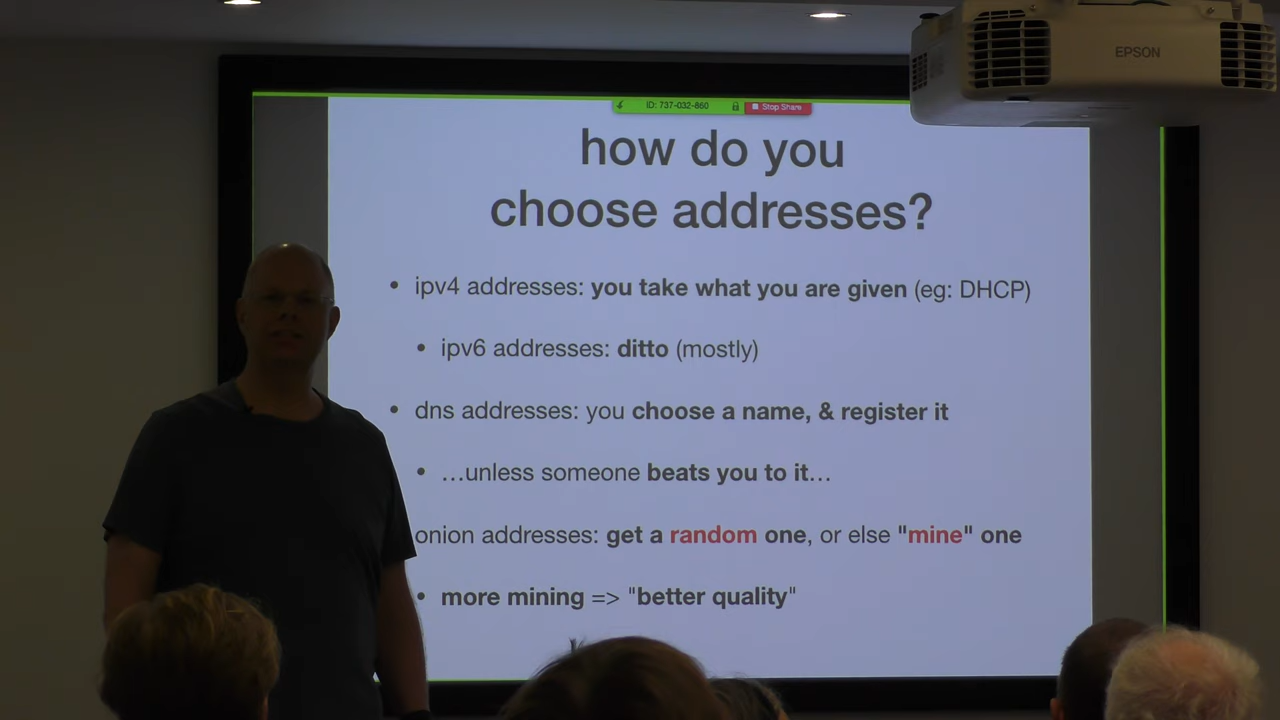 EPSON
ID: 737-032-860 Stop Share
how do you
choose addresses?
• ipv4 addresses: you take what you are given (eg: DHCP)
• ipv6 addresses: ditto (mostly)
• dns addresses: you choose a name, & register it
• …unless someone beats you to it…
onion addresses: get a random one, or else "mine" one
• more mining => "better quality"